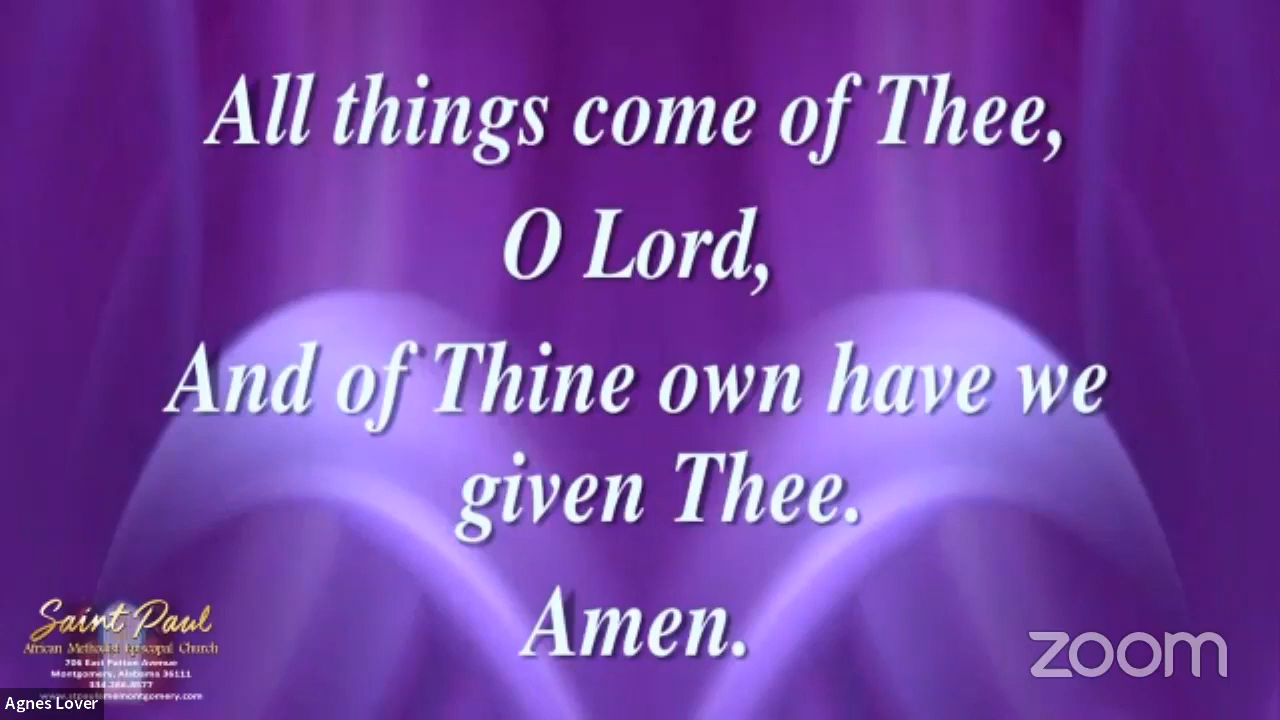 All things come of Thee,
O Lord,
And of Thine own have we
given Thee.
Amen.
Saint Paul
African Methodist Episcopal Church
706 East Patton Avenue
Montgomery, Alabama 36111
zoom
Agnes Lover